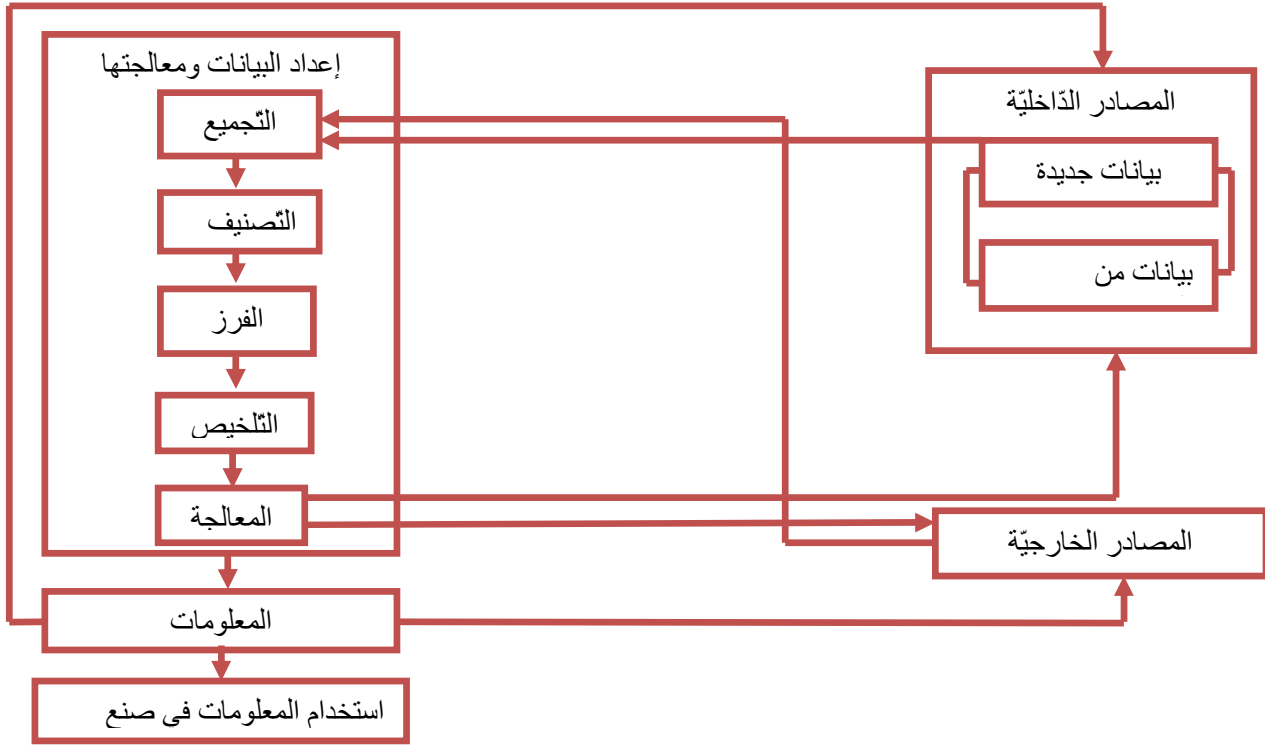 إعداد البيانات ومعالجتها
التّجميع
التّصنيف
الفرز
التّلخيص
المعالجة
المعلومات
استخدام المعلومات في صنع
المصادر الدّاخليّة
بيانات جديدة
بيانات من
المصادر الخارجيّة